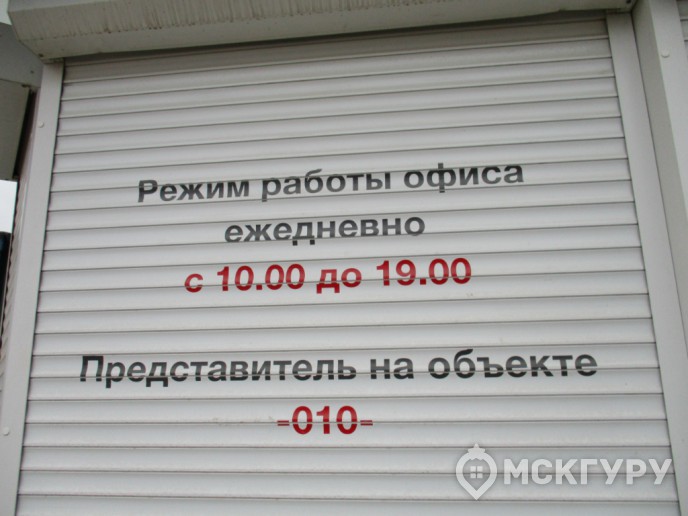 Режим работы офиса
ежедневно
с 10.00 до 19.00
Представитель на объекте
-010-
МСКГУРУ